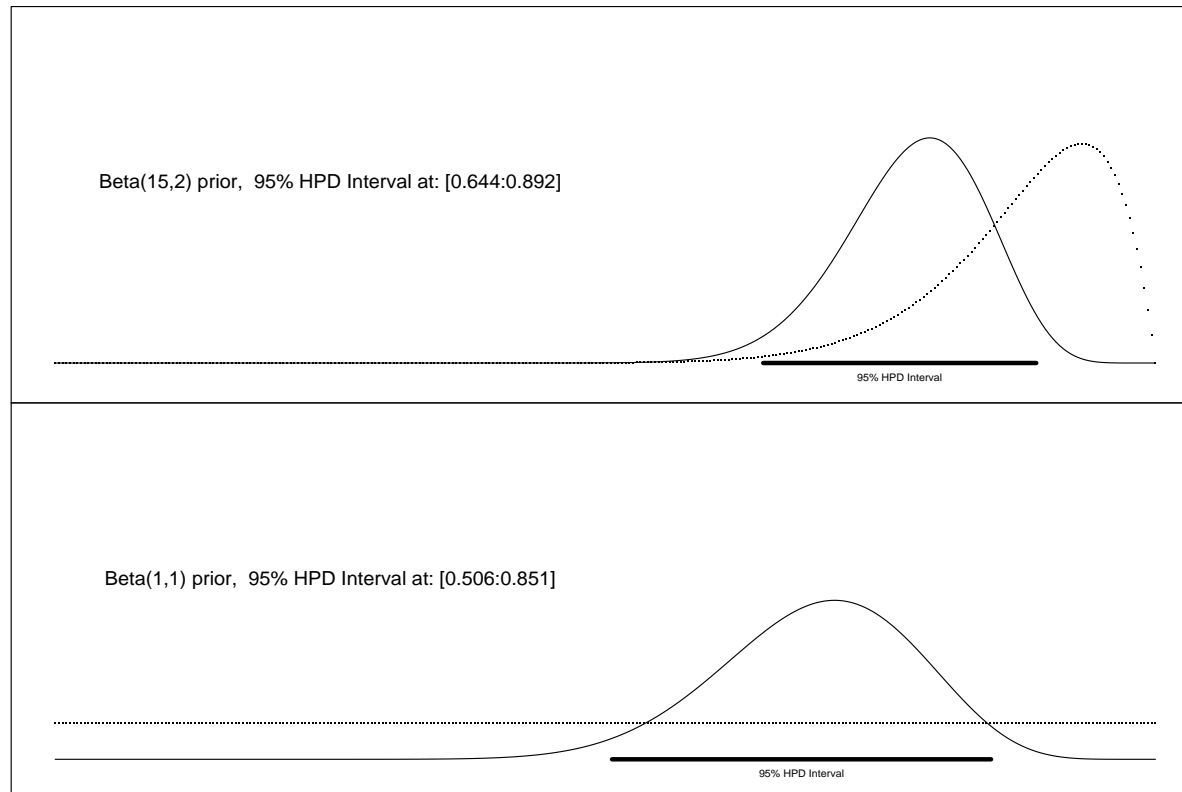 Beta(15,2) prior,  95% HPD Interval at: [0.644:0.892]
95% HPD Interval
Beta(1,1) prior,  95% HPD Interval at: [0.506:0.851]
95% HPD Interval